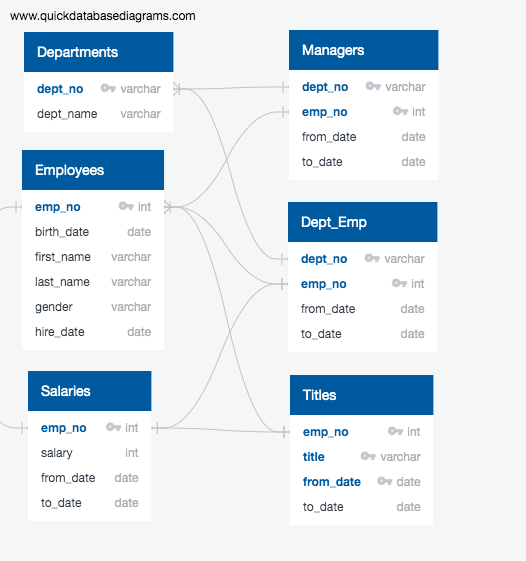 www.quickdatabasediagrams.com
Departments
dept_no varchar
dept_name varchar
Employees
emp_no int
birth_date date
first_name varchar
last_name varchar
gender varchar
hire_date date
Salaries
emp_no int
salary int
from_date date
to_date date
Managers
dept_no varchar
emp_no int
from_date date
to_date date
Dept_Emp
dept_no varchar
emp_no int
from_date date
to_date date
Titles
emp_no int
title varchar
from_date date
to_date date